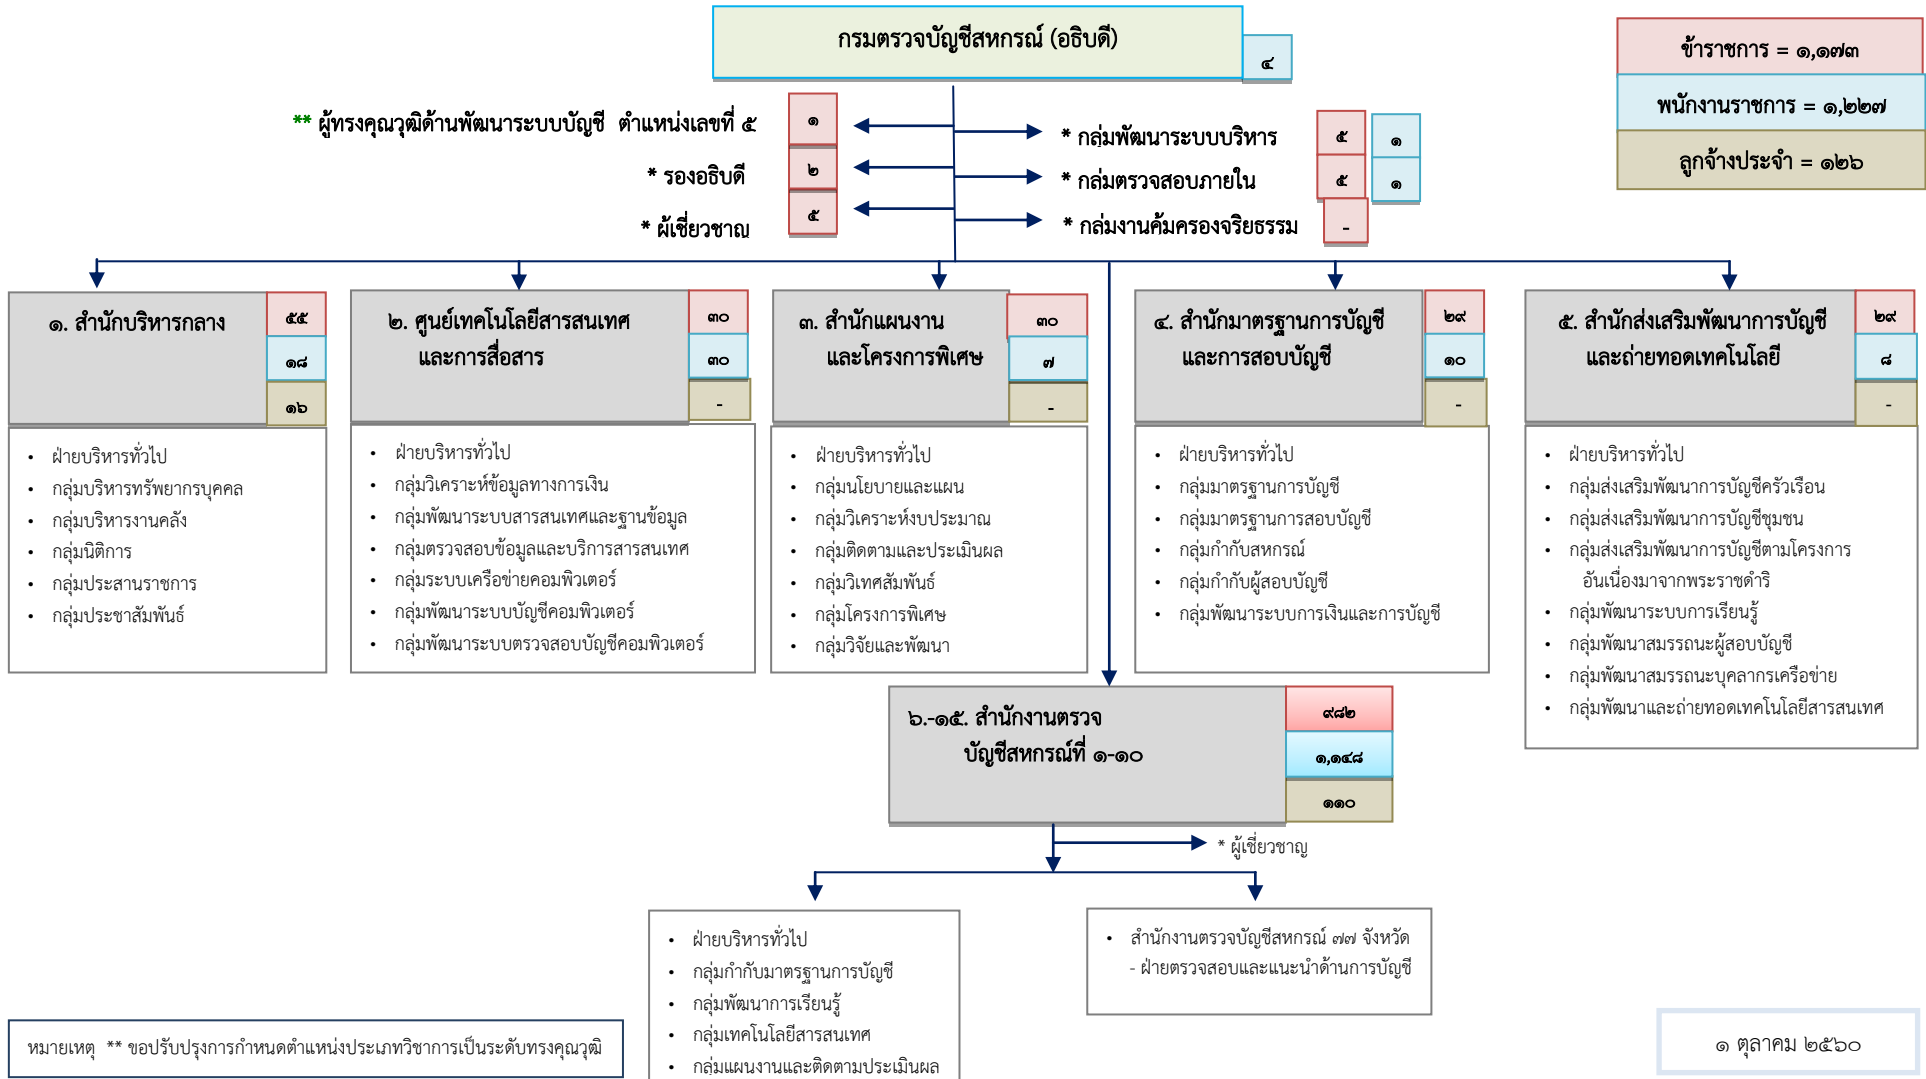 กรมตรวจบัญชีสหกรณ์ (อธิบดี)
๔
ข้าราชการ = ๑,๑๗๓
พนักงานราชการ = ๑,๒๒๗
ลูกจ้างประจำ = ๑๒๖
** ผู้ทรงคุณวุฒิด้านพัฒนาระบบบัญชี ตำแหน่งเลขที่ ๕
๑
* รองอธิบดี
๒
* ผู้เชี่ยวชาญ
๕
* กลุ่มพัฒนาระบบบริหาร
๕
๑
* กลุ่มตรวจสอบภายใน
๕
๑
* กลุ่มงานคุ้มครองจริยธรรม
-
๑. สำนักบริหารกลาง
๕๕
๑๘
๑๖
• ฝ่ายบริหารทั่วไป
• กลุ่มบริหารทรัพยากรบุคคล
• กลุ่มบริหารงานคลัง
• กลุ่มนิติการ
• กลุ่มประสานราชการ
• กลุ่มประชาสัมพันธ์
๒. ศูนย์เทคโนโลยีสารสนเทศ
และการสื่อสาร
๓๐
๓๐
-
• ฝ่ายบริหารทั่วไป
• กลุ่มวิเคราะห์ข้อมูลทางการเงิน
• กลุ่มพัฒนาระบบสารสนเทศและฐานข้อมูล
• กลุ่มตรวจสอบข้อมูลและบริการสารสนเทศ
• กลุ่มระบบเครือข่ายคอมพิวเตอร์
• กลุ่มพัฒนาระบบบัญชีคอมพิวเตอร์
• กลุ่มพัฒนาระบบตรวจสอบบัญชีคอมพิวเตอร์
๓. สำนักแผนงาน
และโครงการพิเศษ
๓๐
๗
-
• ฝ่ายบริหารทั่วไป
• กลุ่มนโยบายและแผน
• กลุ่มวิเคราะห์งบประมาณ
• กลุ่มติดตามและประเมินผล
• กลุ่มวิเทศสัมพันธ์
• กลุ่มโครงการพิเศษ
• กลุ่มวิจัยและพัฒนา
๔. สำนักมาตรฐานการบัญชี
และการสอบบัญชี
๒๙
๑๐
-
• ฝ่ายบริหารทั่วไป
• กลุ่มมาตรฐานการบัญชี
• กลุ่มมาตรฐานการสอบบัญชี
• กลุ่มกำกับสหกรณ์
• กลุ่มกำกับผู้สอบบัญชี
• กลุ่มพัฒนาระบบการเงินและการบัญชี
๕. สำนักส่งเสริมพัฒนาการบัญชี
และถ่ายทอดเทคโนโลยี
๒๙
๘
-
• ฝ่ายบริหารทั่วไป
• กลุ่มส่งเสริมพัฒนาการบัญชีครัวเรือน
• กลุ่มส่งเสริมพัฒนาการบัญชีชุมชน
• กลุ่มส่งเสริมพัฒนาการบัญชีตามโครงการ
อันเนื่องมาจากพระราชดำริ
• กลุ่มพัฒนาระบบการเรียนรู้
• กลุ่มพัฒนาสมรรถนะผู้สอบบัญชี
• กลุ่มพัฒนาสมรรถนะบุคลากรเครือข่าย
• กลุ่มพัฒนาและถ่ายทอดเทคโนโลยีสารสนเทศ
๖.-๑๕. สำนักงานตรวจ
บัญชีสหกรณ์ที่ ๑-๑๐
๙๘๒
๑,๑๔๘
๑๑๐
* ผู้เชี่ยวชาญ
• ฝ่ายบริหารทั่วไป
• กลุ่มกำกับมาตรฐานการบัญชี
• กลุ่มพัฒนาการเรียนรู้
• กลุ่มเทคโนโลยีสารสนเทศ
• กลุ่มแผนงานและติดตามประเมินผล
• สำนักงานตรวจบัญชีสหกรณ์ ๗๗ จังหวัด
- ฝ่ายตรวจสอบและแนะนำด้านการบัญชี
หมายเหตุ ** ขอปรับปรุงการกำหนดตำแหน่งประเภทวิชาการเป็นระดับทรงคุณวุฒิ
๑ ตุลาคม ๒๕๖๐